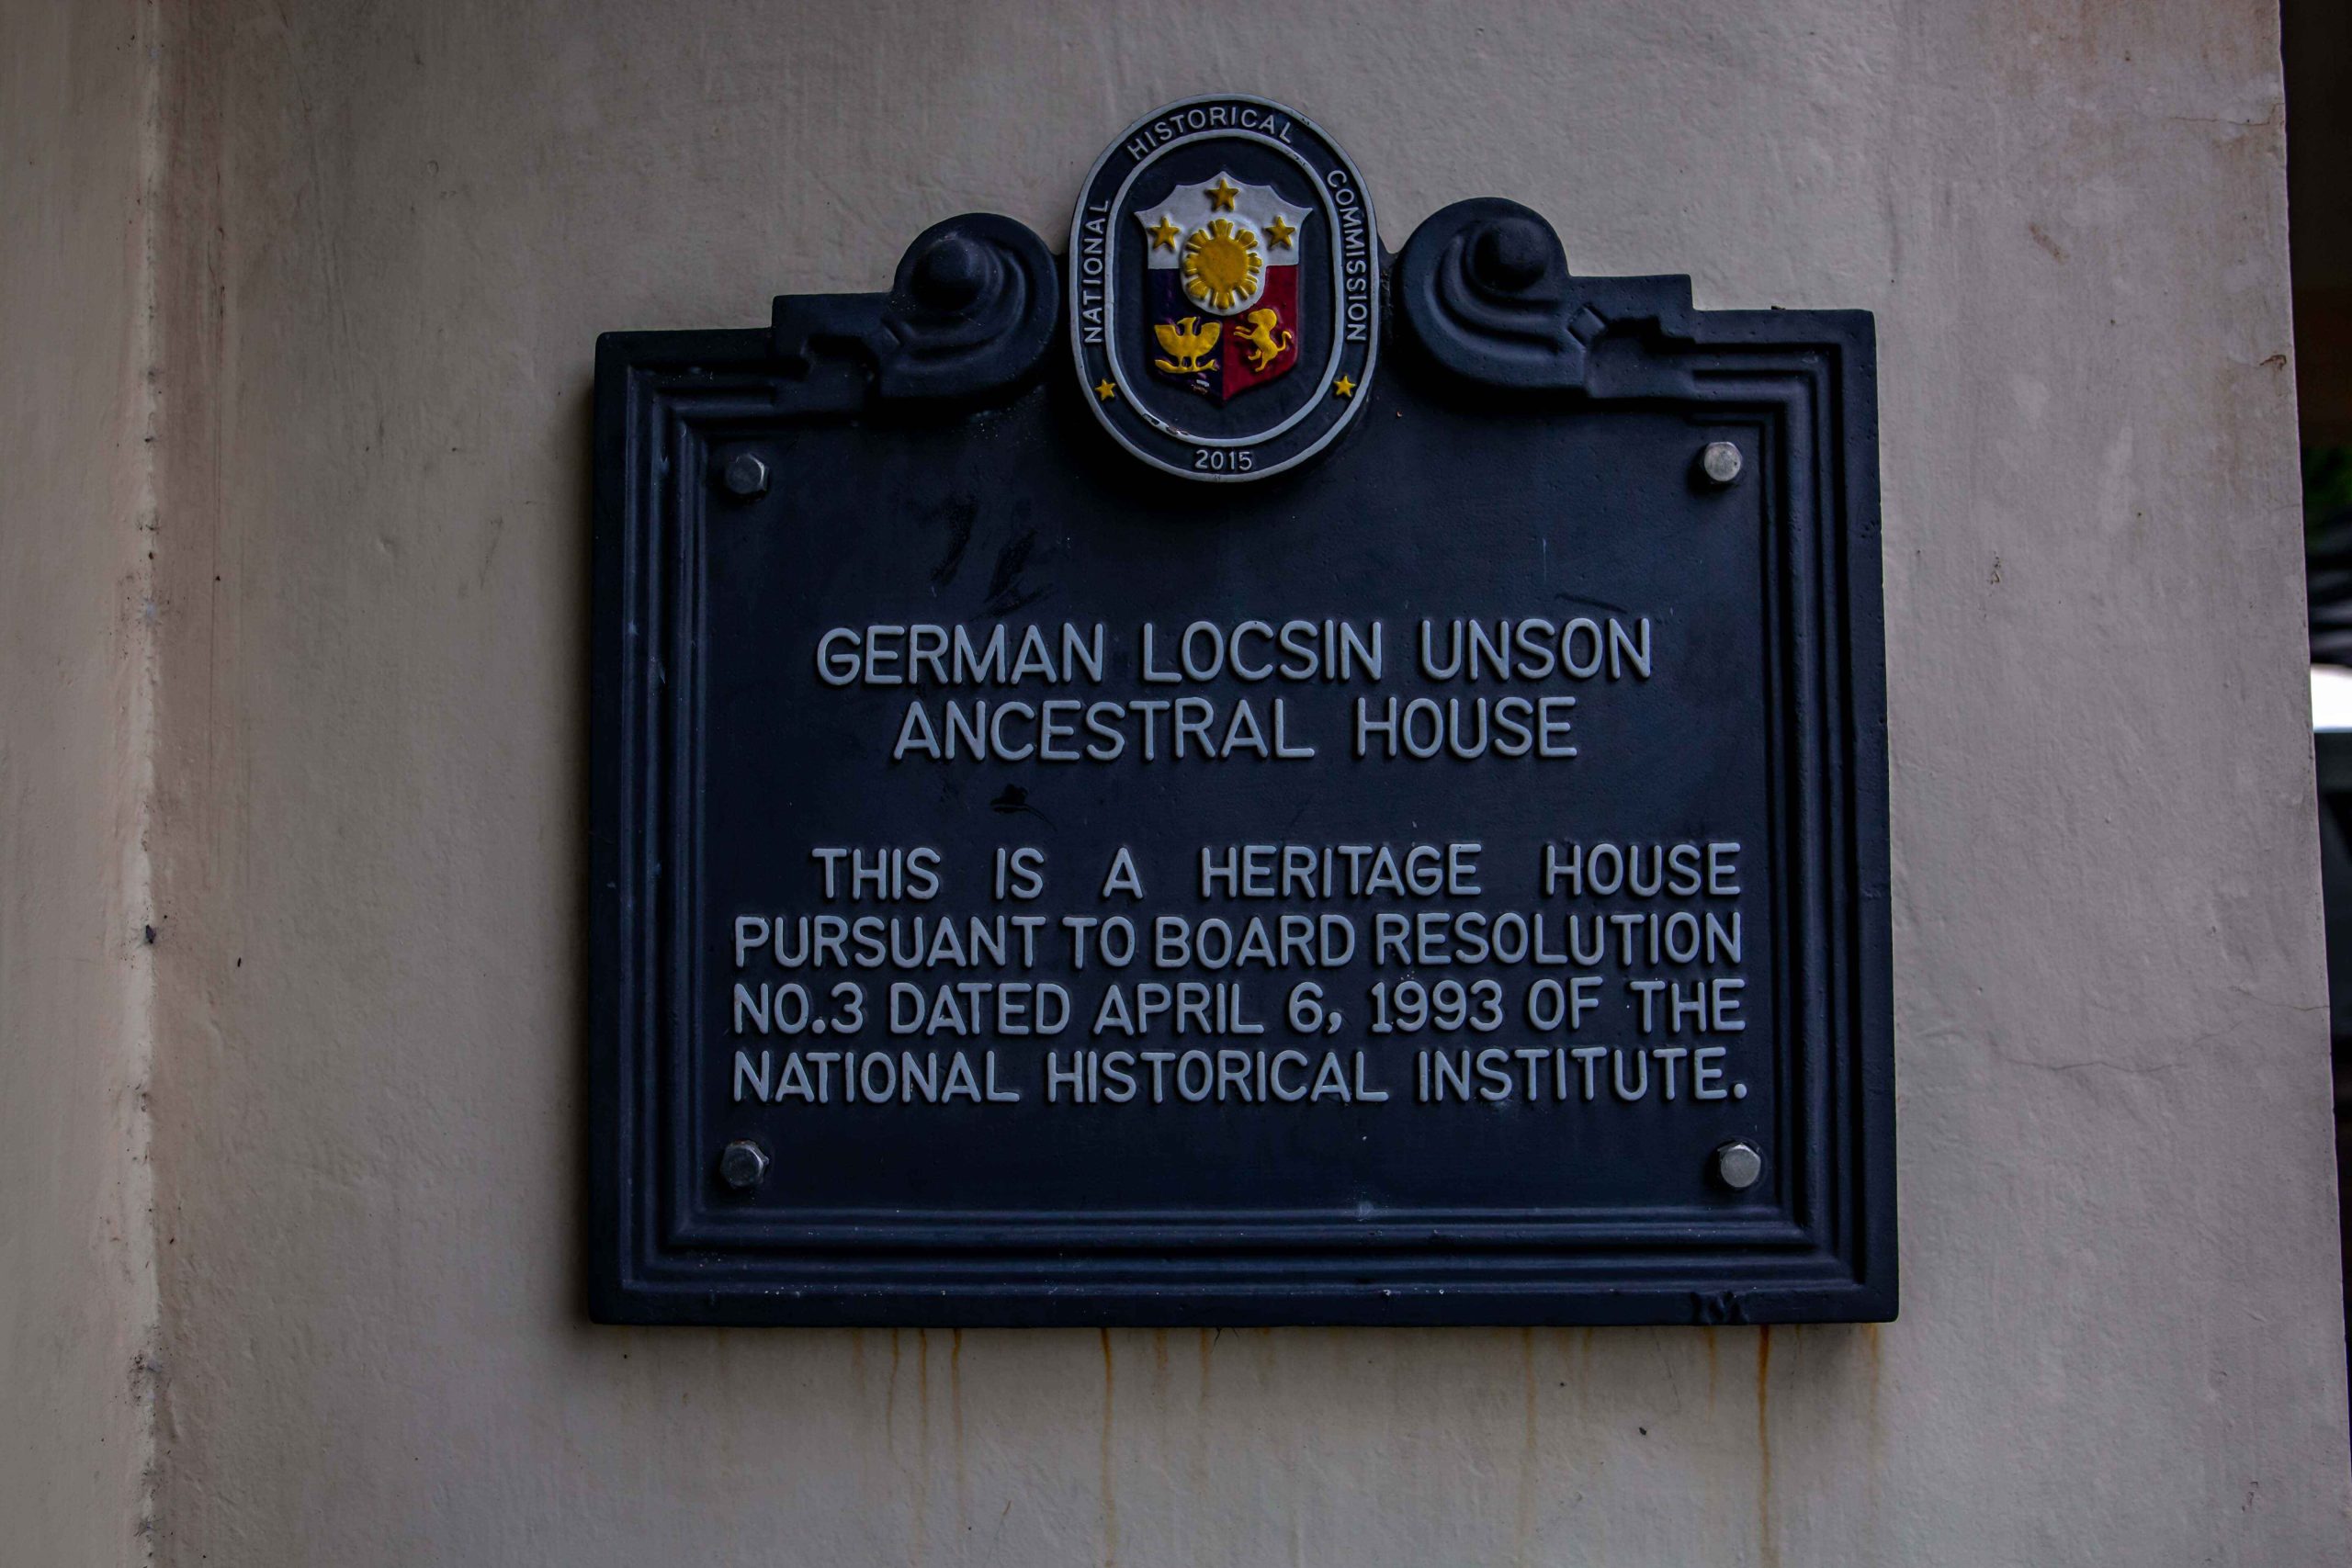 NATIONAL HISTORICAL COMMISSION
2015
GERMAN LOCSIN UNSON
ANCESTRAL HOUSE
THIS IS A HERITAGE HOUSE
PURSUANT TO BOARD RESOLUTION
NO.3 DATED APRIL 6, 1993 OF THE
NATIONAL HISTORICAL INSTITUTE.